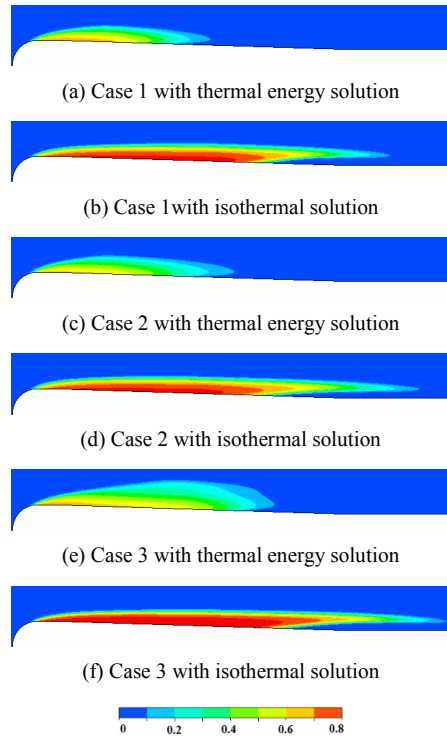 (a) Case 1 with thermal energy solution
(b) Case 1with isothermal solution
(c) Case 2 with thermal energy solution
(d) Case 2 with isothermal solution
(e) Case 3 with thermal energy solution
(f) Case 3 with isothermal solution
0 0.2 0.4 0.6 0.8